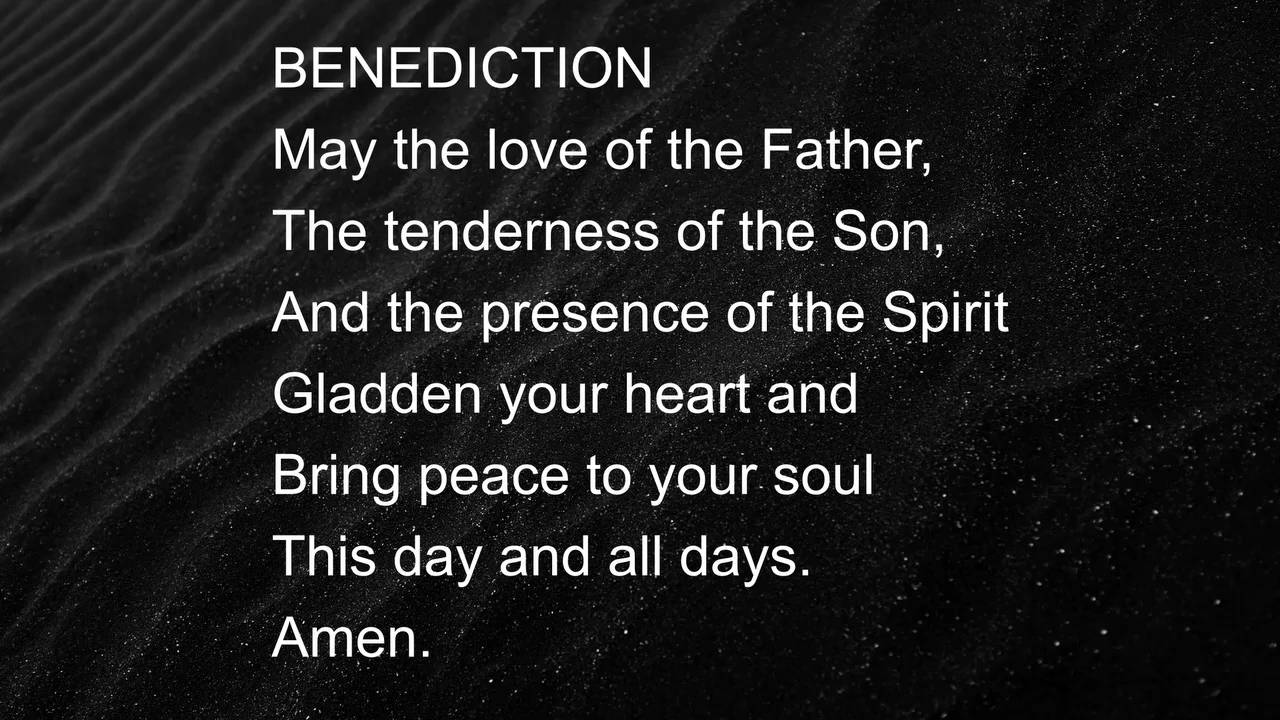 BENEDICTION
May the love of the Father,
The tenderness of the Son,
And the presence of the Spirit
Gladden your heart and
Bring peace to your soul
This day and all days.
Amen.